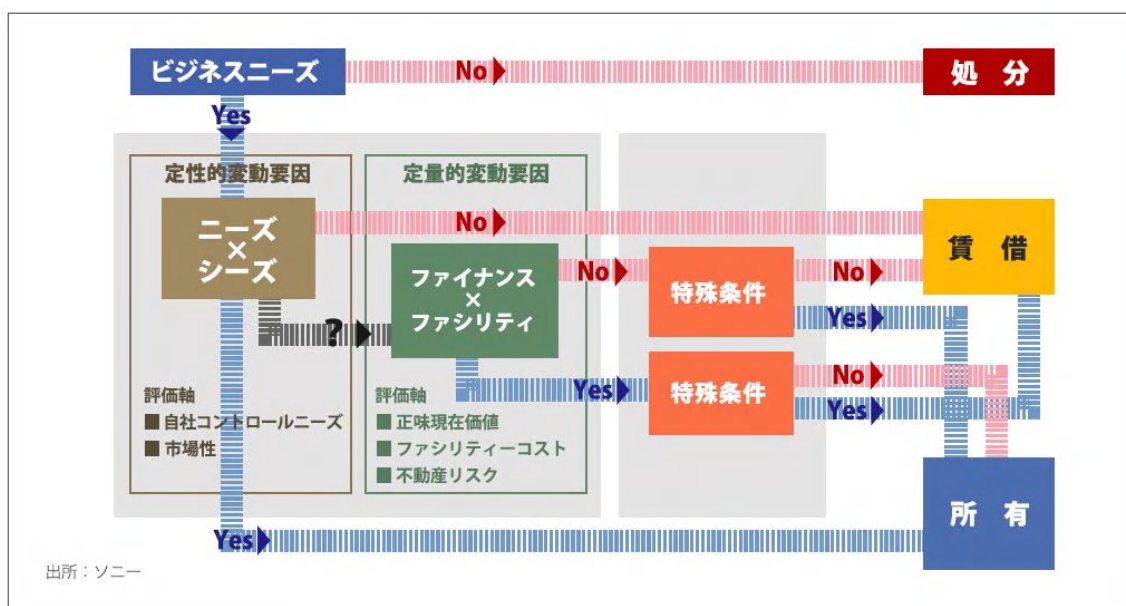 ビジネスニーズ
No
処 分
Yes
定性的変動要因
定量的変動要因
ニーズ
×
シーズ
No
賃 借
ファイナンス
×
ファシリティ
No
特殊条件
No
Yes
?
Yes
特殊条件
No
Yes
評価軸
■ 自社コントロールニーズ
■ 市場性
評価軸
■ 正味現在価値
■ ファシリティーコスト
■ 不動産リスク
所 有
Yes
出所：ソニー